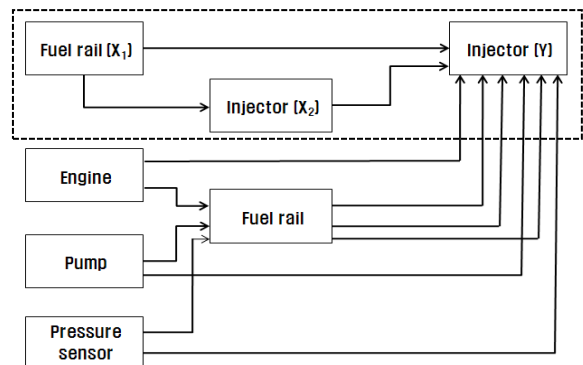 Fuel rail (X₁)
Injector (Y)
Injector (X₂)
Engine
Fuel rail
Pump
Pressure
sensor